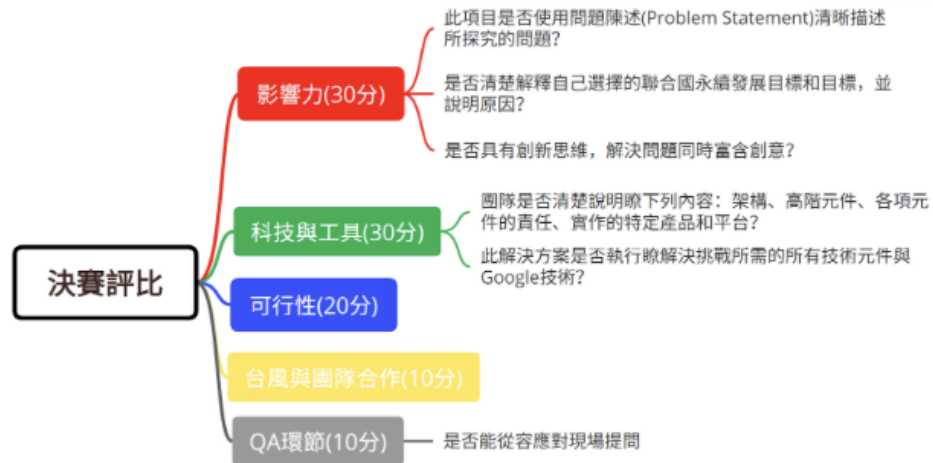 決賽評比
影響力(30分)
此項目是否使用問題陳述(Problem Statement)清晰描述
所探究的問題?
是否清楚解釋自己選擇的聯合國永續發展目標和目標，並
說明原因?
是否具有創新思維，解決問題同時富含創意?
科技與工具(30分)
團隊是否清楚說明瞭下列內容：架構、高階元件、各項元
件的責任、實作的特定產品和平台?
此解決方案是否執行瞭解決挑戰所需的所有技術元件與
Google技術?
可行性(20分)
台風與團隊合作(10分)
QA環節(10分)
是否能從容應對現場提問